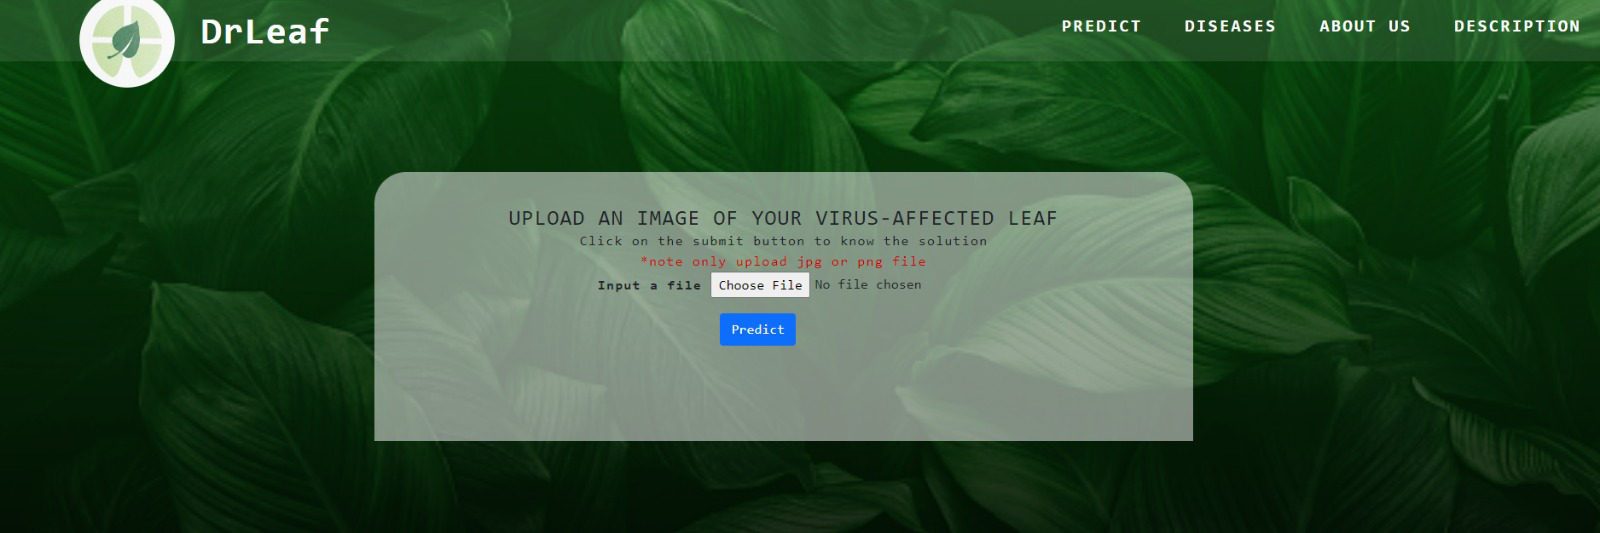 DrLeaf
PREDICT DISEASES ABOUT US DESCRIPTION
UPLOAD AN IMAGE OF YOUR VIRUS-AFFECTED LEAF
Click on the submit button to know the solution
*note only upload jpg or png file
Input a file Choose File No file chosen
Predict